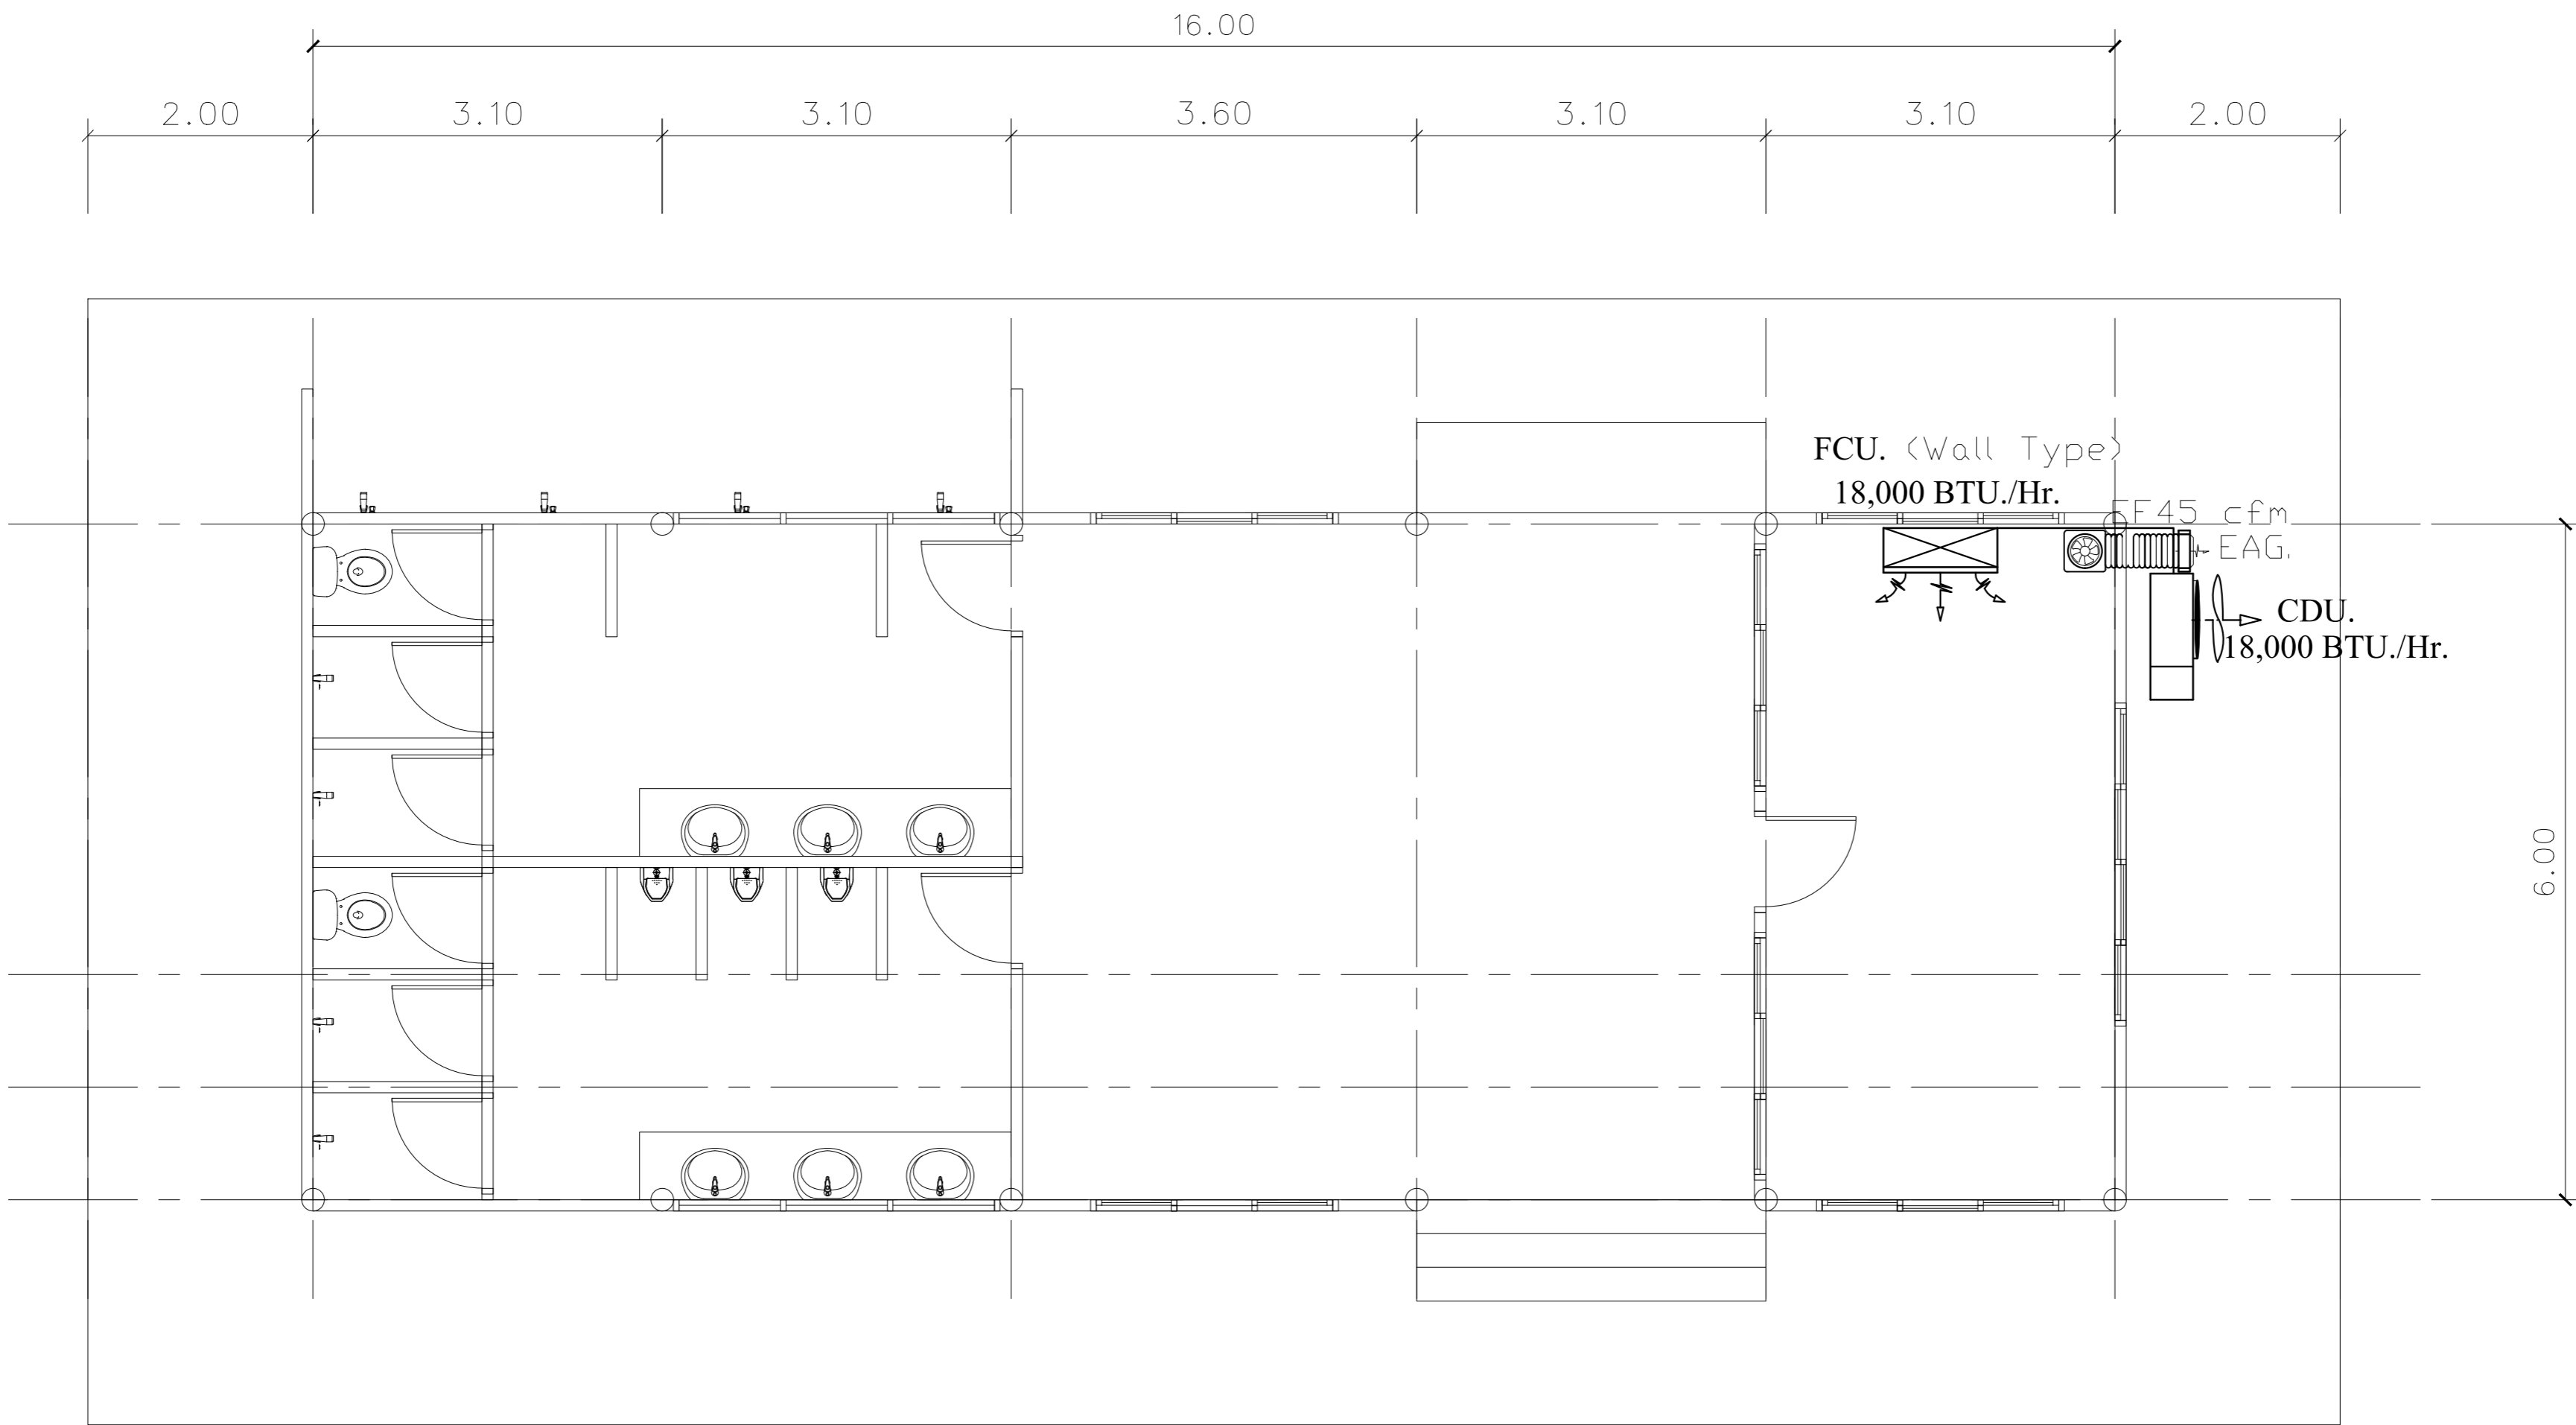 16.00
2.00 3.10 3.10 3.60 3.10 3.10 2.00
FCU. (Wall Type)
18,000 BTU./Hr.
EF45 cfm
EAG.
CDU.
18,000 BTU./Hr.
6.00